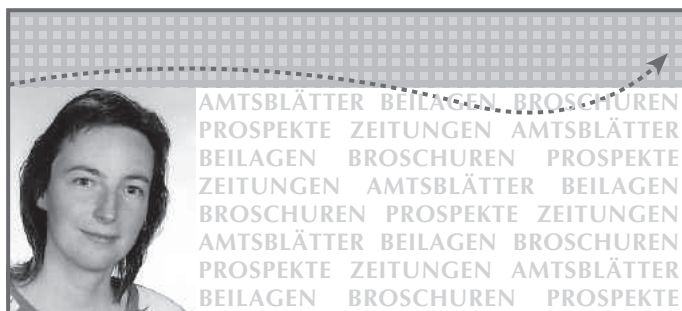 AMTSBLÄTTER BEILAGEN BROSCHUREN
PROSPEKTE ZEITUNGEN AMTSBLÄTTER
BEILAGEN BROSCHUREN PROSPEKTE
ZEITUNGEN AMTSBLÄTTER BEILAGEN
BROSCHUREN PROSPEKTE ZEITUNGEN
AMTSBLÄTTER BEILAGEN BROSCHUREN
PROSPEKTE ZEITUNGEN AMTSBLÄTTER
BEILAGEN BROSCHUREN PROSPEKTE